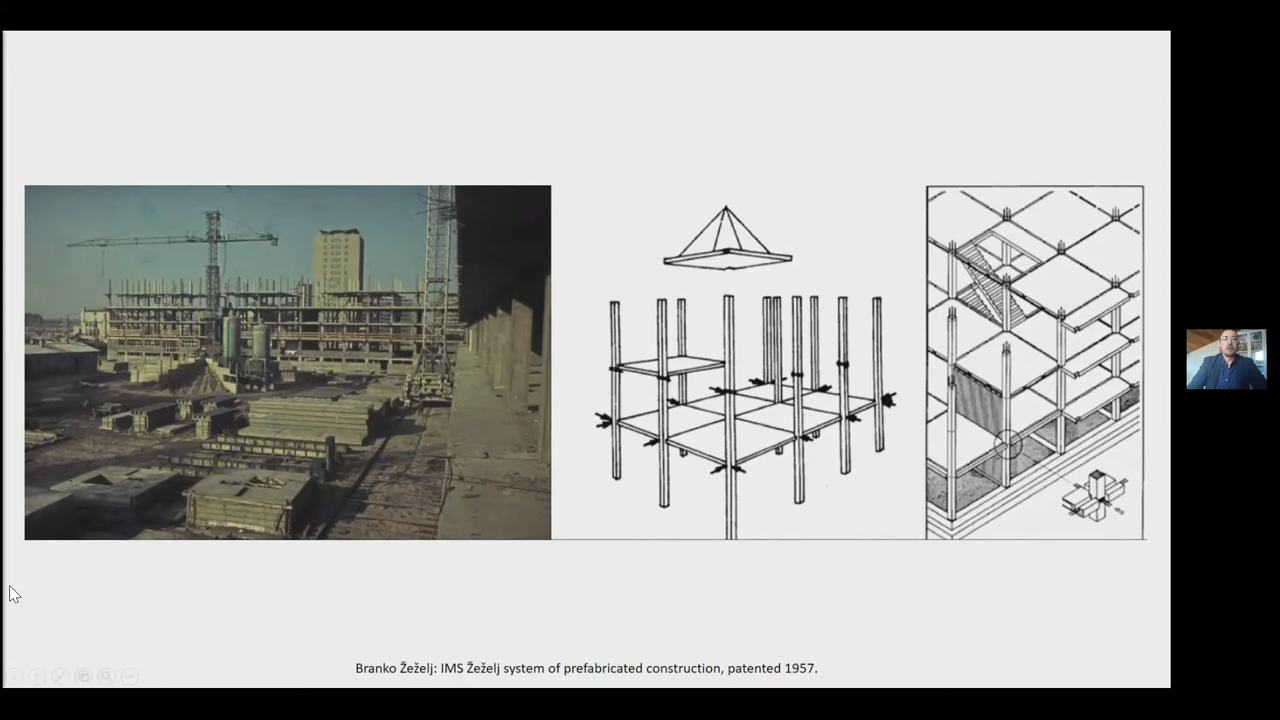 Branko Žeželj: IMS Žeželj system of prefabricated construction, patented 1957.